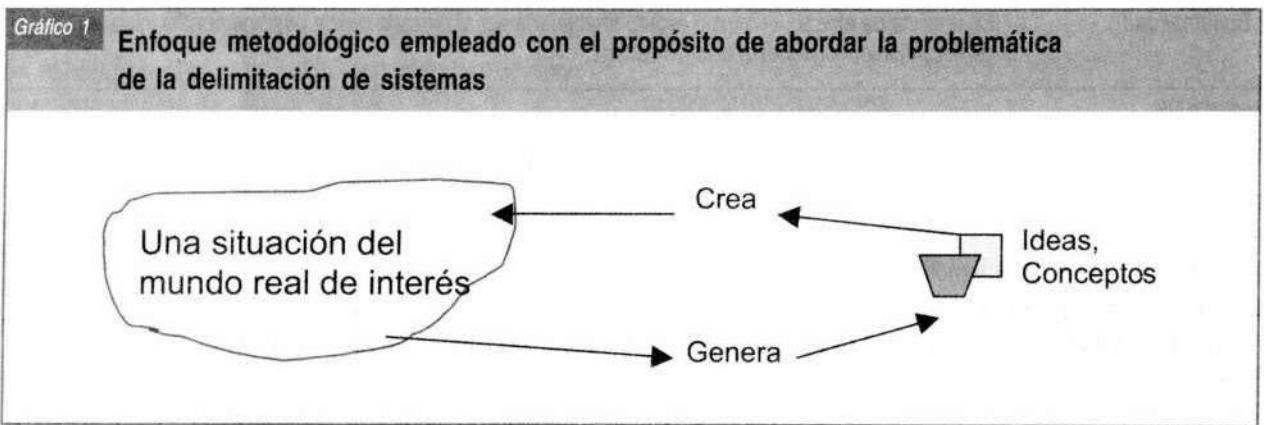 Gráfico 1
Enfoque metodológico empleado con el propósito de abordar la problemática
de la delimitación de sistemas
Una situación del
mundo real de interés
Crea
Ideas,
Conceptos
Genera